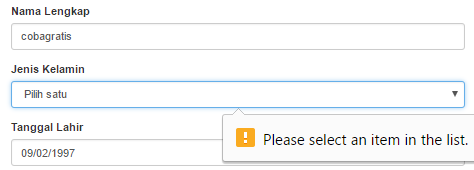 Nama Lengkap
cobagratis
Jenis Kelamin
Pilih satu
Please select an item in the list.
Tanggal Lahir
09/02/1997